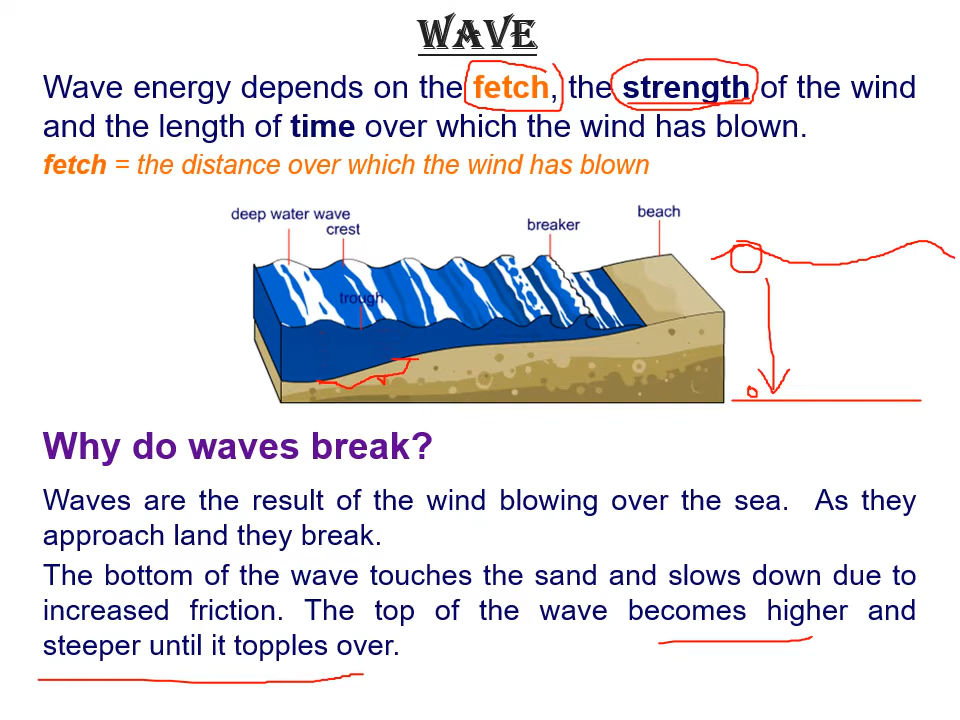 WAVE
Wave energy depends on the fetch, the strength of the wind
and the length of time over which the wind has blown.
fetch = the distance over which the wind has blown
deep water wave
crest
breaker
beach
trough
Why do waves break?
Waves are the result of the wind blowing over the sea. As they
approach land they break.
The bottom of the wave touches the sand and slows down due to
increased friction. The top of the wave becomes higher and
steeper until it topples over.